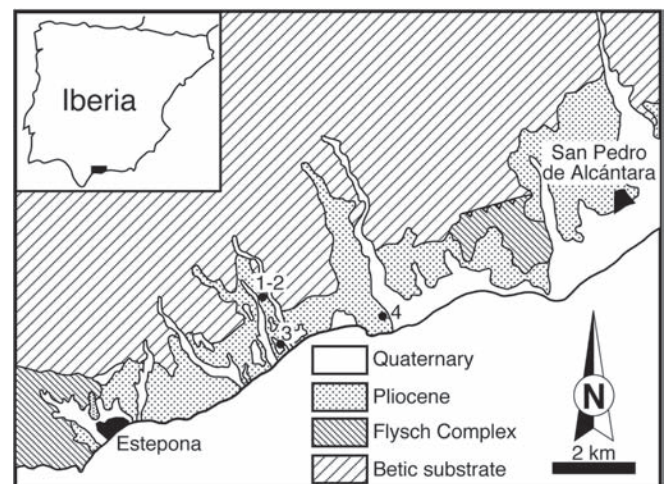 Iberia
San Pedro
de Alcántara
1-2
4
3
Quaternary
Pliocene
Estepona
Flysch Complex
N
Betic substrate
2 km